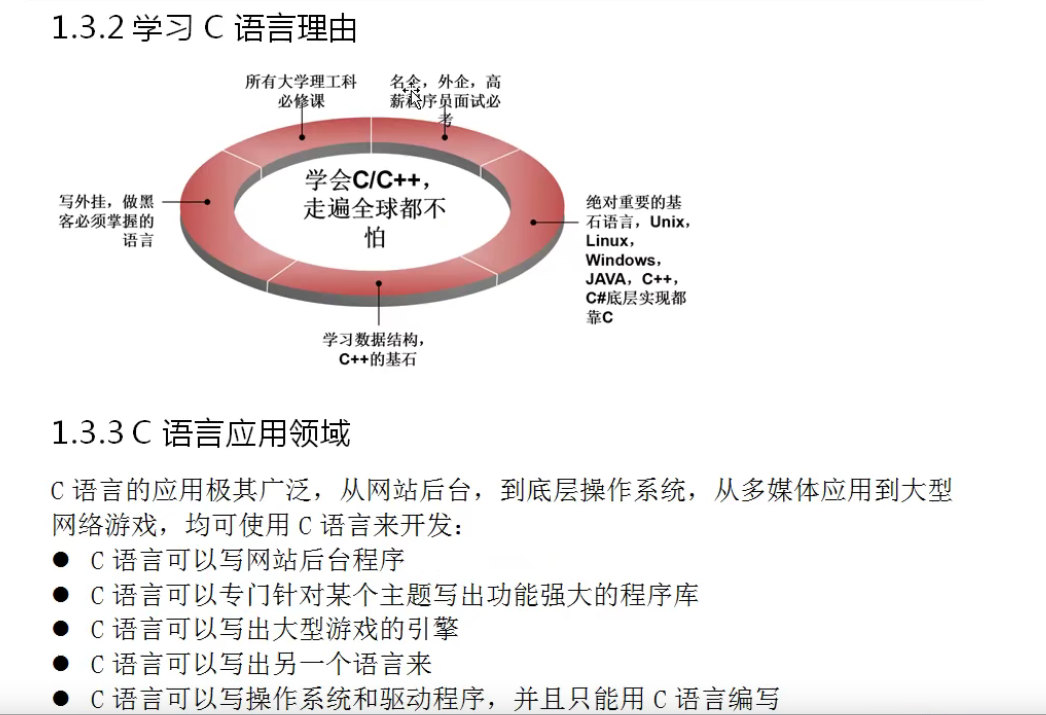 1.3.2 学习 C 语言理由
所有大学理工科
必修课
名企，外企，高
薪程序员面试必
考
写外挂，做黑
客必须掌握的
语言
学会C/C++，
走遍全球都不
怕
绝对重要的基
石语言，Unix，
Linux，
Windows，
JAVA，C++，
C#底层实现都
靠C
学习数据结构，
C++的基石
1.3.3 C 语言应用领域
C 语言的应用极其广泛，从网站后台，到底层操作系统，从多媒体应用到大型
网络游戏，均可使用 C 语言来开发：
● C 语言可以写网站后台程序
● C 语言可以专门针对某个主题写出功能强大的程序库
● C 语言可以写出大型游戏的引擎
● C 语言可以写出另一个语言来
● C 语言可以写操作系统和驱动程序，并且只能用 C 语言编写